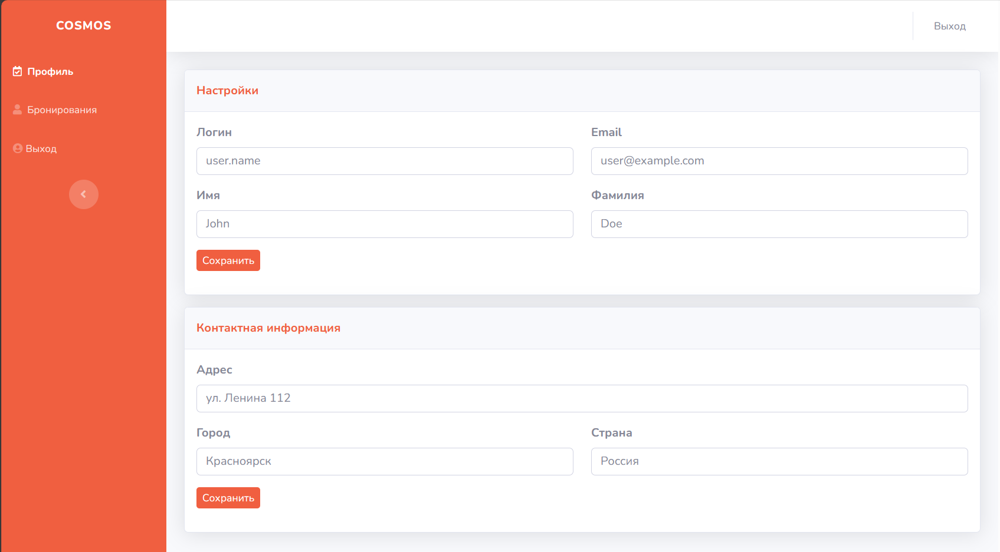 COSMOS
Выход
Профиль
Бронирования
Выход
Настройки
Логин
Email
user.name
user@example.com
Имя
Фамилия
John
Doe
Сохранить
Контактная информация
Адрес
ул. Ленина 112
Город
Страна
Красноярск
Россия
Сохранить